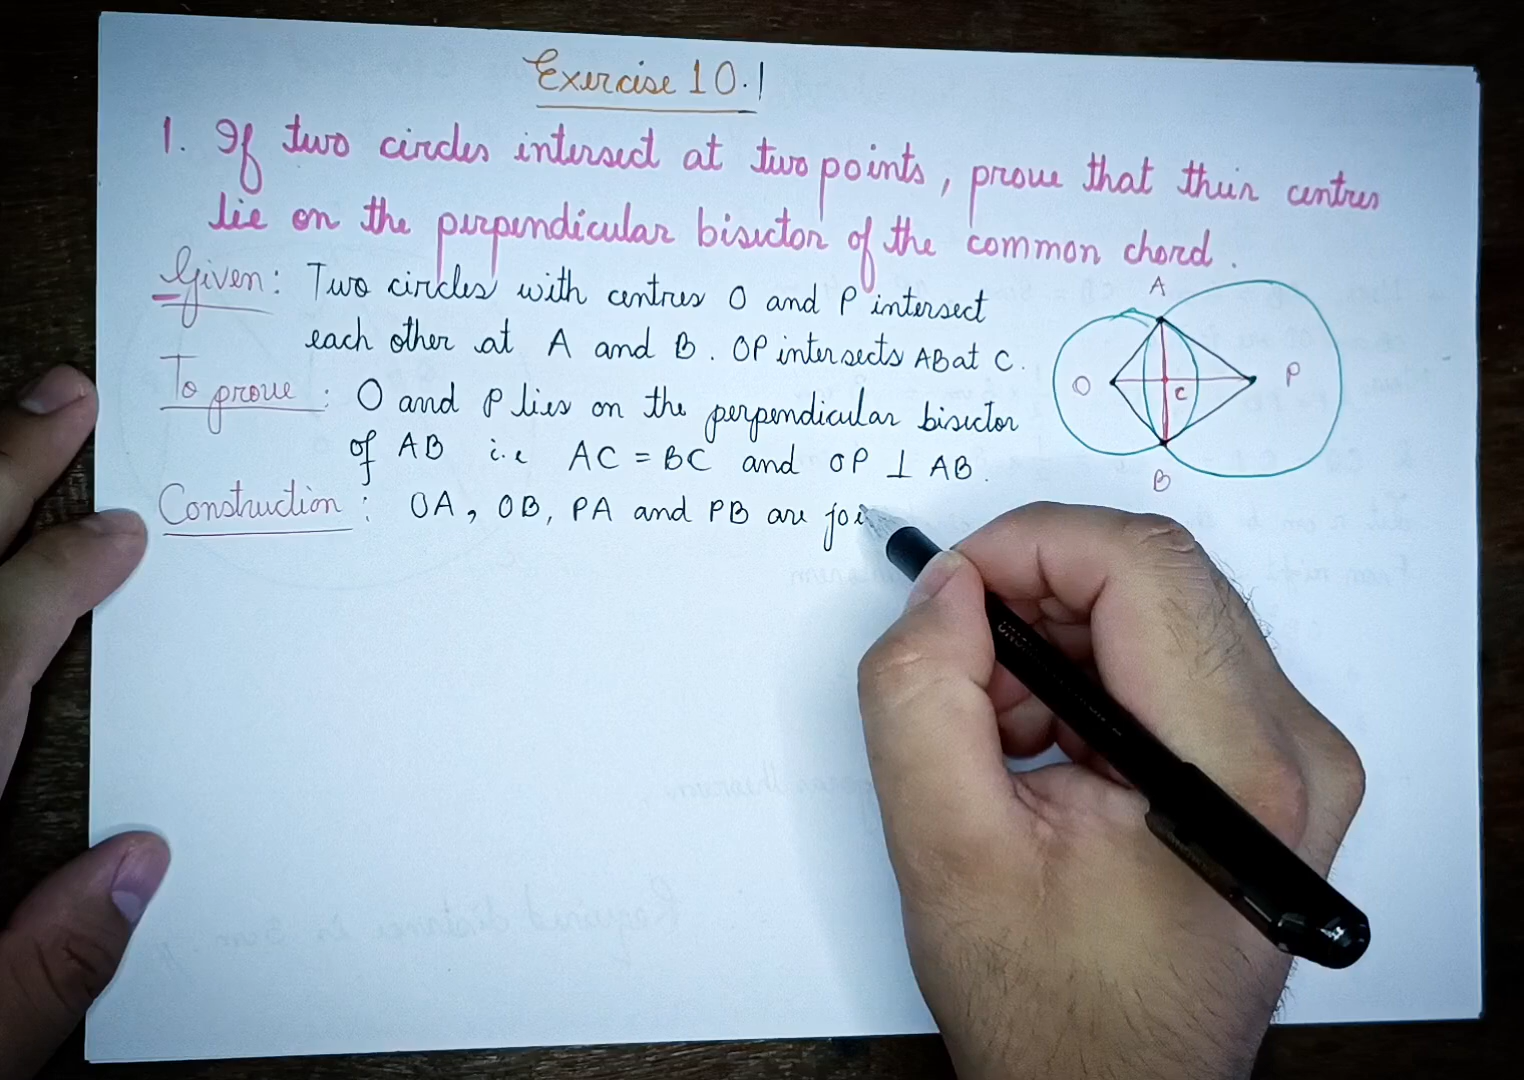 Exercise 10.1
1. If two circles intersect at two points, prove that their centres
lie on the perpendicular bisector of the common chord.
Given: Two circles with centres O and P intersect
each other at A and B. OP intersects AB at C.
To prove: O and P lies on the perpendicular bisector
of AB i.e AC = BC and OP ⊥ AB.
Construction: OA, OB, PA and PB are joi
A
O
C
P
B